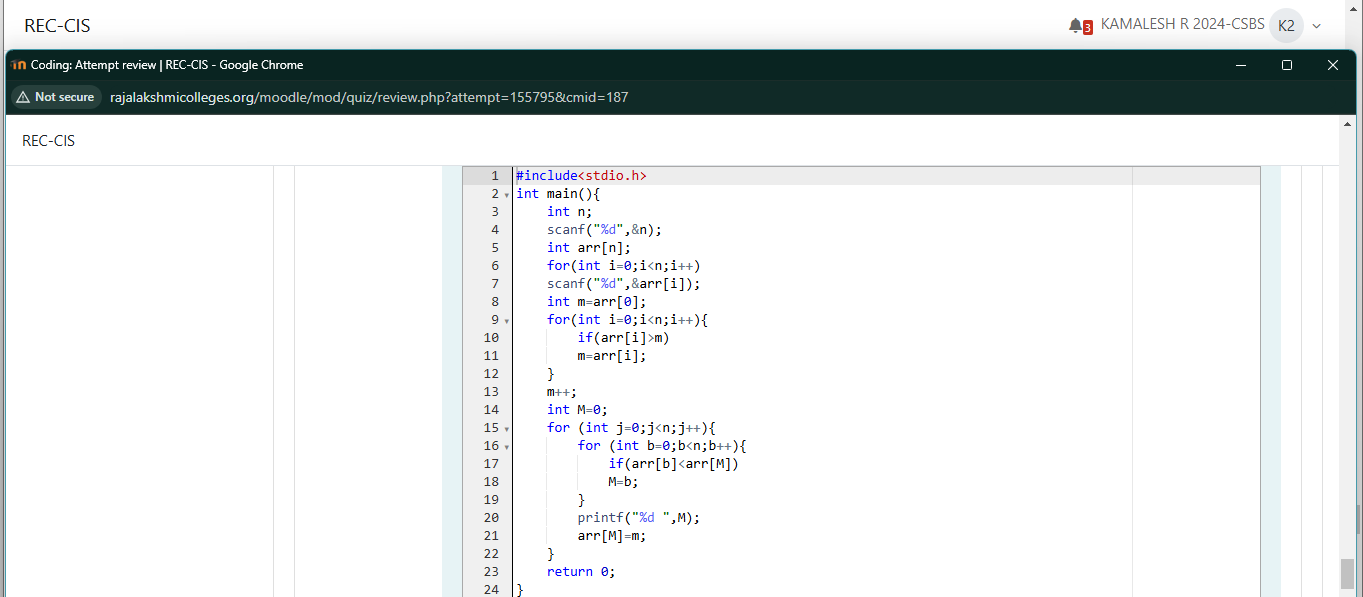 REC-CIS
3 KAMALESH R 2024-CSBS K2
Coding: Attempt review | REC-CIS - Google Chrome
Not secure rajalakshmicolleges.org/moodle/mod/quiz/review.php?attempt=155795&cmid=187
REC-CIS
1 #include<stdio.h>
2 int main(){
3 int n;
4 scanf("%d",&n);
5 int arr[n];
6 for(int i=0;i<n;i++)
7 scanf("%d",&arr[i]);
8 int m=arr[0];
9 for(int i=0;i<n;i++){
10 if(arr[i]>m)
11 m=arr[i];
12 }
13 m++;
14 int M=0;
15 for (int j=0;j<n;j++){
16 for (int b=0;b<n;b++){
17 if(arr[b]<arr[M])
18 M=b;
19 }
20 printf("%d ",M);
21 arr[M]=m;
22 }
23 return 0;
24 }